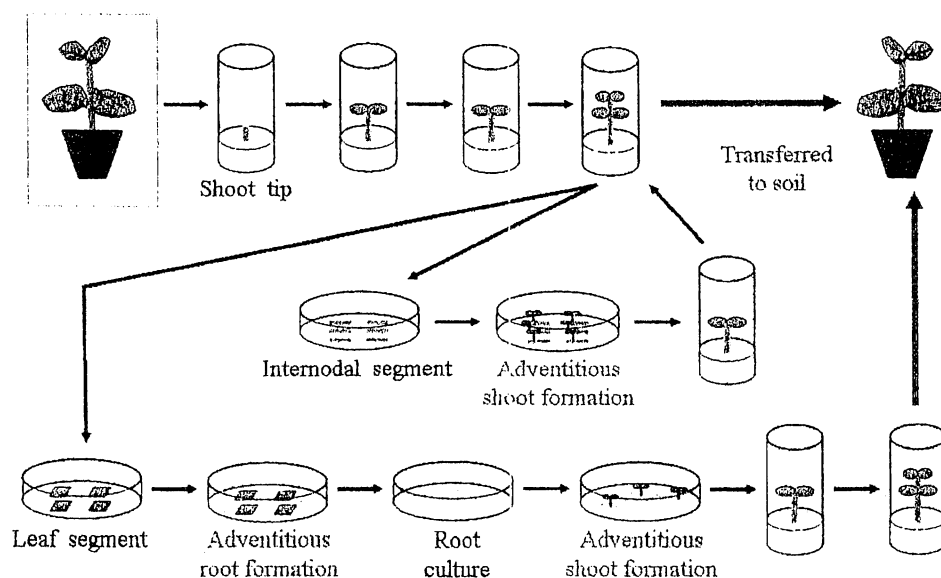 Shoot tip
Transferred
to soil
Internodal segment
Adventitious
shoot formation
Leaf segment
Adventitious
root formation
Root
culture
Adventitious
shoot formation